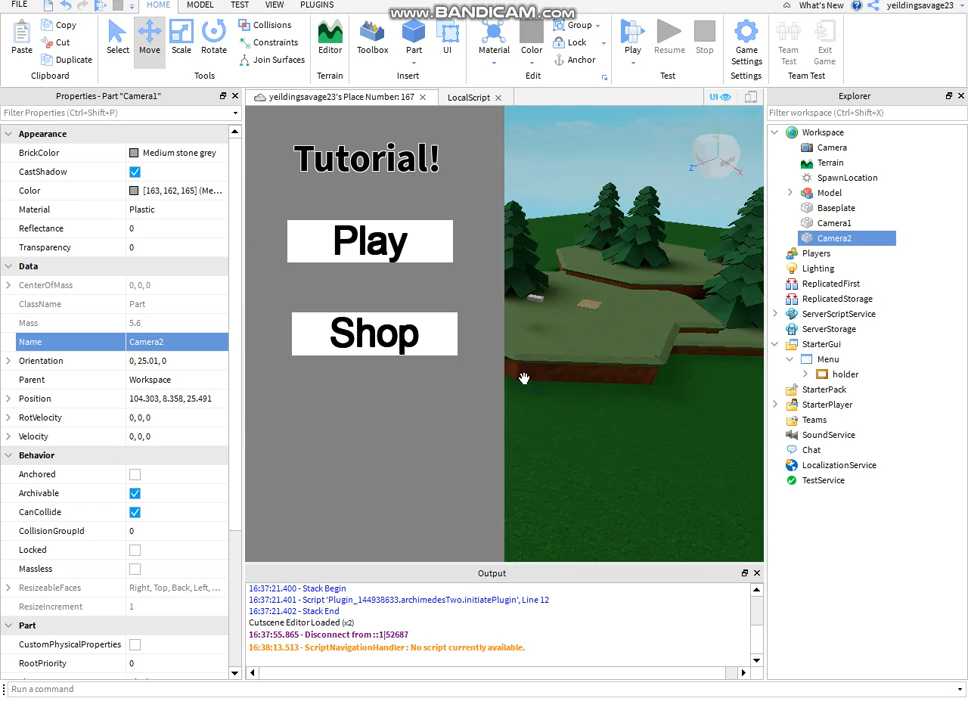 www.BANDICAM.com
FILE HOME MODEL TEST VIEW PLUGINS What's New yeildingsavage23
Paste Copy Cut Duplicate
Select Move Scale Rotate
Collisions Constraints Join Surfaces
Editor Toolbox Part UI Material Color
Group Lock Anchor
Play Resume Stop
Game Settings
Team Test
Exit Game
Clipboard Tools Terrain Insert Edit Test Settings Team Test
Properties - Part "Camera1"
Filter Properties (Ctrl+Shift+P)
Appearance
BrickColor Medium stone grey
CastShadow
Color [163, 162, 165] (Me...
Material Plastic
Reflectance 0
Transparency 0
Data
CenterOfMass 0, 0, 0
ClassName Part
Mass 5.6
Name Camera2
Orientation 0, 25.01, 0
Parent Workspace
Position 104.303, 8.358, 25.491
RotVelocity 0, 0, 0
Velocity 0, 0, 0
Behavior
Anchored
Archivable
CanCollide
CollisionGroupId 0
Locked
Massless
ResizeableFaces Right, Top, Back, Left, ...
ResizeIncrement 1
Part
CustomPhysicalProperties
RootPriority 0
yeildingsavage23's Place Number: 167
LocalScript
UI
Tutorial!
Play
Shop
Z X
Output
16:37:21.400 - Stack Begin
16:37:21.401 - Script 'Plugin_144938633.archimedesTwo.initiatePlugin', Line 12
16:37:21.402 - Stack End
Cutscene Editor Loaded (x2)
16:37:55.865 - Disconnect from ::1|52687
16:38:13.513 - ScriptNavigationHandler : No script currently available.
Explorer
Filter workspace (Ctrl+Shift+X)
Workspace
Camera
Terrain
SpawnLocation
Model
Baseplate
Camera1
Camera2
Players
Lighting
ReplicatedFirst
ReplicatedStorage
ServerScriptService
ServerStorage
StarterGui
Menu
holder
StarterPack
StarterPlayer
Teams
SoundService
Chat
LocalizationService
TestService
Run a command